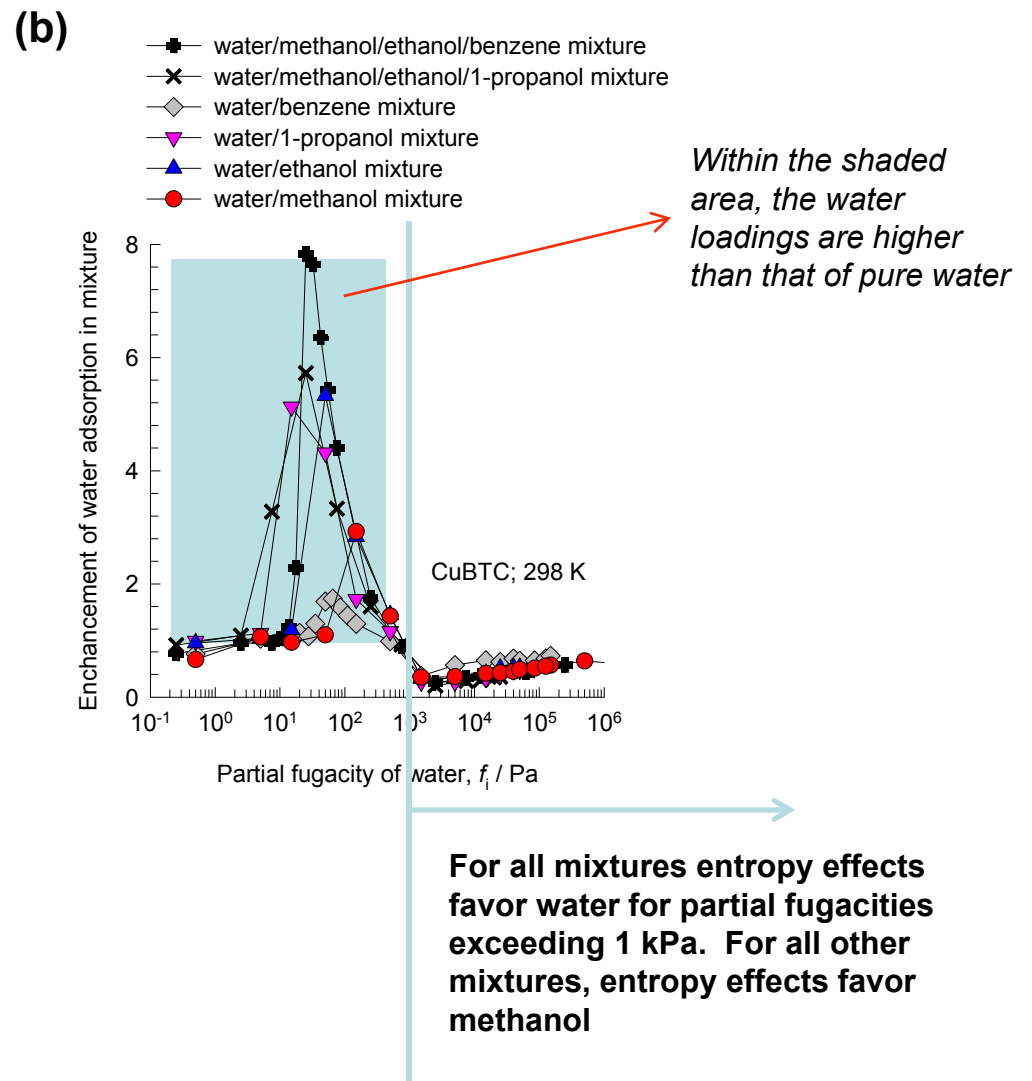 (b)
water/methanol/ethanol/benzene mixture
water/methanol/ethanol/1-propanol mixture
water/benzene mixture
water/1-propanol mixture
water/ethanol mixture
water/methanol mixture
Within the shaded
area, the water
loadings are higher
than that of pure water
Enchancement of water adsorption in mixture
8
6
4
2
0
CuBTC; 298 K
10-1 100 101 102 103 104 105 106
Partial fugacity of water, fi / Pa
For all mixtures entropy effects
favor water for partial fugacities
exceeding 1 kPa. For all other
mixtures, entropy effects favor
methanol